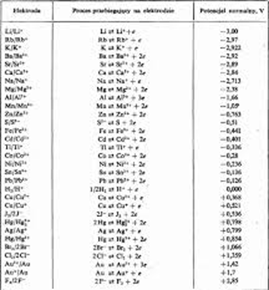 Elektroda Proces przebiegający na elektrodzie Potencjał normalny, V
Li/Li⁺ Li ⇄ Li⁺ + e −3,00
Rb/Rb⁺ Rb ⇄ Rb⁺ + e −2,97
K/K⁺ K ⇄ K⁺ + e −2,922
Ba/Ba²⁺ Ba ⇄ Ba²⁺ + 2e −2,92
Sr/Sr²⁺ Sr ⇄ Sr²⁺ + 2e −2,89
Ca/Ca²⁺ Ca ⇄ Ca²⁺ + 2e −2,84
Na/Na⁺ Na ⇄ Na⁺ + e −2,713
Mg/Mg²⁺ Mg ⇄ Mg²⁺ + 2e −2,38
Al/Al³⁺ Al ⇄ Al³⁺ + 3e −1,66
Mn/Mn²⁺ Mn ⇄ Mn²⁺ + 2e −1,05
Zn/Zn²⁺ Zn ⇄ Zn²⁺ + 2e −0,763
S/S²⁻ S²⁻ ⇄ S + 2e −0,51
Fe/Fe²⁺ Fe ⇄ Fe²⁺ + 2e −0,441
Cd/Cd²⁺ Cd ⇄ Cd²⁺ + 2e −0,401
Tl/Tl⁺ Tl ⇄ Tl⁺ + e −0,336
Co/Co²⁺ Co ⇄ Co²⁺ + 2e −0,28
Ni/Ni²⁺ Ni ⇄ Ni²⁺ + 2e −0,236
Sn/Sn²⁺ Sn ⇄ Sn²⁺ + 2e −0,136
Pb/Pb²⁺ Pb ⇄ Pb²⁺ + 2e −0,126
H₂/H⁺ 1/2H₂ ⇄ H⁺ + e 0,000
Cu/Cu²⁺ Cu ⇄ Cu²⁺ + 2e +0,368
Cu/Cu⁺ Cu ⇄ Cu⁺ + e +0,521
J₂/2J⁻ 2J⁻ ⇄ J₂ + 2e +0,536
2Hg ⇄ Hg₂²⁺ + 2e +0,798
Ag/Ag⁺ Ag ⇄ Ag⁺ + e +0,799
Hg/Hg²⁺ Hg ⇄ Hg²⁺ + 2e +0,854
Br₂/2Br⁻ 2Br⁻ ⇄ Br₂ + 2e +1,066
Cl₂/2Cl⁻ 2Cl⁻ ⇄ Cl₂ + 2e +1,359
Au³⁺/Au Au ⇄ Au³⁺ + 3e +1,42
Au⁺/Au Au ⇄ Au⁺ + e +1,7
F₂/2F⁻ 2F⁻ ⇄ F₂ + 2e +2,85